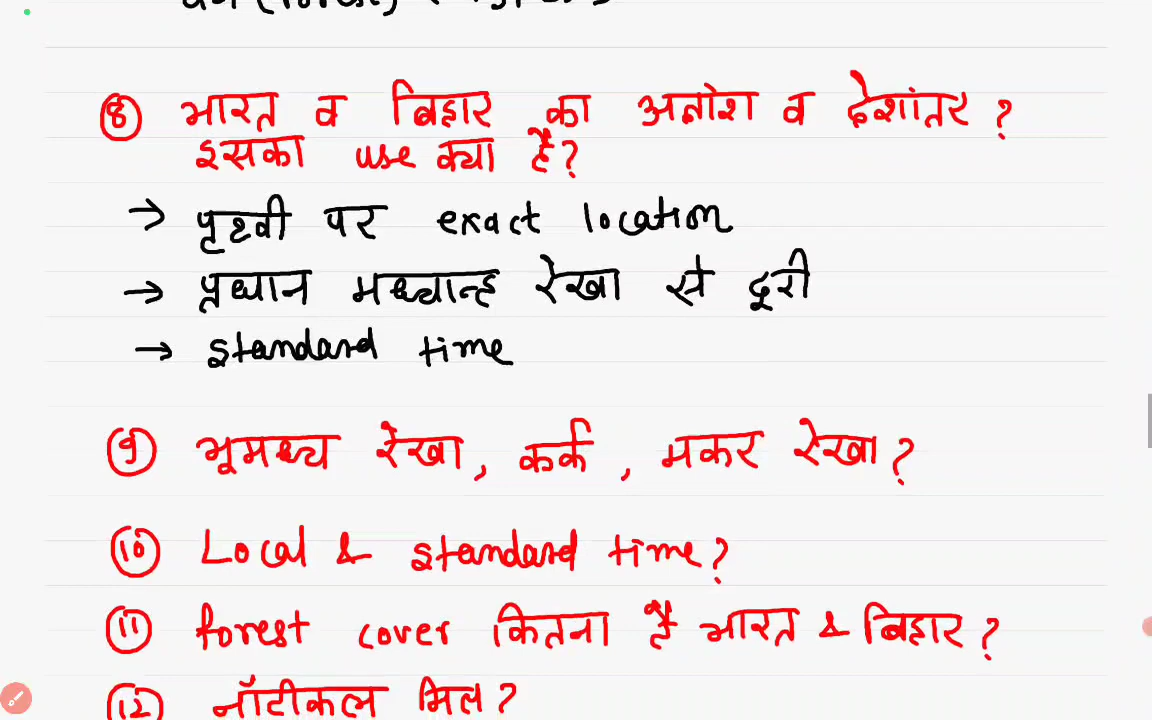 8 भारत व बिहार का अक्षांश व देशांतर ?
इसका use क्या है?
→ पृथ्वी पर exact location
→ प्रधान मध्यान्ह रेखा से दूरी
→ standard time
9 भूमध्य रेखा, कर्क, मकर रेखा?
10 Local & standard time?
11 forest cover कितना है भारत & बिहार?
12 नॉटीकल मिल?